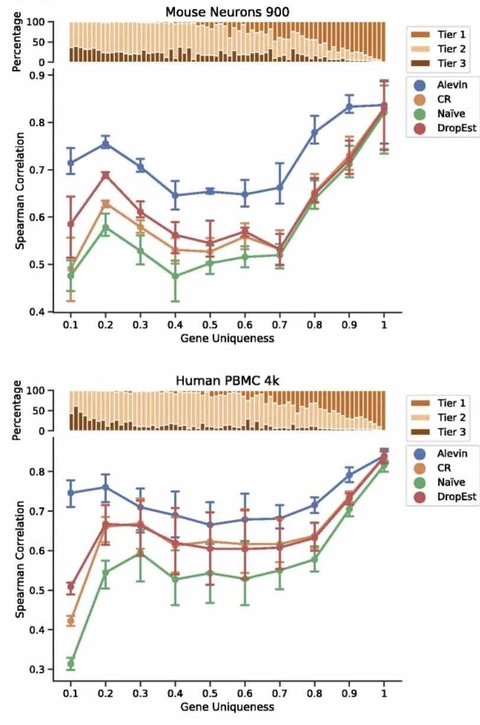 Mouse Neurons 900
Percentage
100
50
0
Tier 1
Tier 2
Tier 3
Spearman Correlation
0.9
0.8
0.7
0.6
0.5
0.4
Alevin
CR
Naïve
DropEst
0.1 0.2 0.3 0.4 0.5 0.6 0.7 0.8 0.9 1
Gene Uniqueness
Human PBMC 4k
Percentage
100
50
0
Tier 1
Tier 2
Tier 3
Spearman Correlation
0.8
0.7
0.6
0.5
0.4
0.3
Alevin
CR
Naïve
DropEst
0.1 0.2 0.3 0.4 0.5 0.6 0.7 0.8 0.9 1
Gene Uniqueness